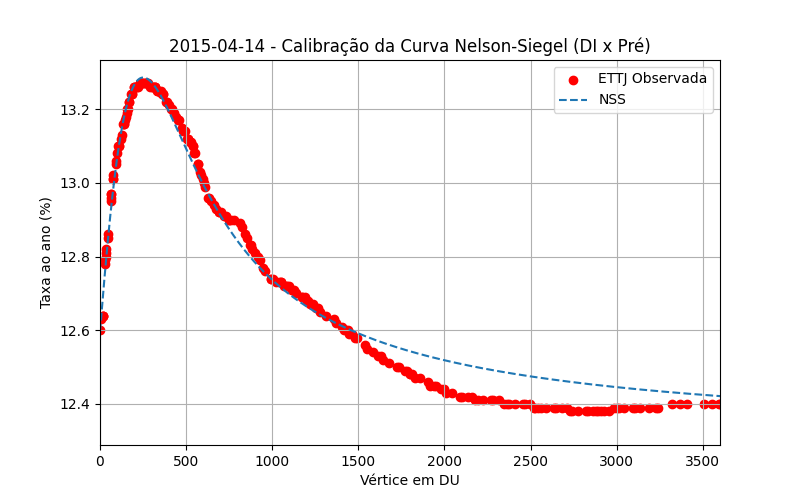 2015-04-14 - Calibração da Curva Nelson-Siegel (DI x Pré)
ETTJ Observada
NSS
Taxa ao ano (%)
13.2
13.0
12.8
12.6
12.4
0 500 1000 1500 2000 2500 3000 3500
Vértice em DU